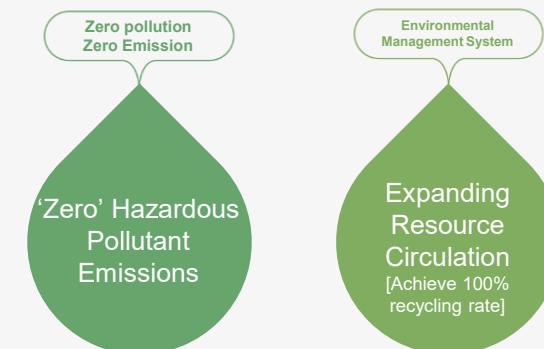 Zero pollution
Zero Emission
Environmental
Management System
‘Zero’ Hazardous
Pollutant
Emissions
Expanding
Resource
Circulation
[Achieve 100%
recycling rate]